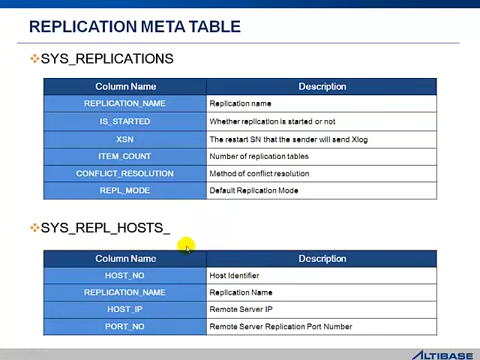 REPLICATION META TABLE
SYS_REPLICATIONS
Column Name Description
REPLICATION_NAME Replication name
IS_STARTED Whether replication is started or not
XSN The restart SN that the sender will send Xlog
ITEM_COUNT Number of replication tables
CONFLICT_RESOLUTION Method of conflict resolution
REPL_MODE Default Replication Mode
SYS_REPL_HOSTS_
Column Name Description
HOST_NO Host Identifier
REPLICATION_NAME Replication Name
HOST_IP Remote Server IP
PORT_NO Remote Server Replication Port Number
ALTIBASE